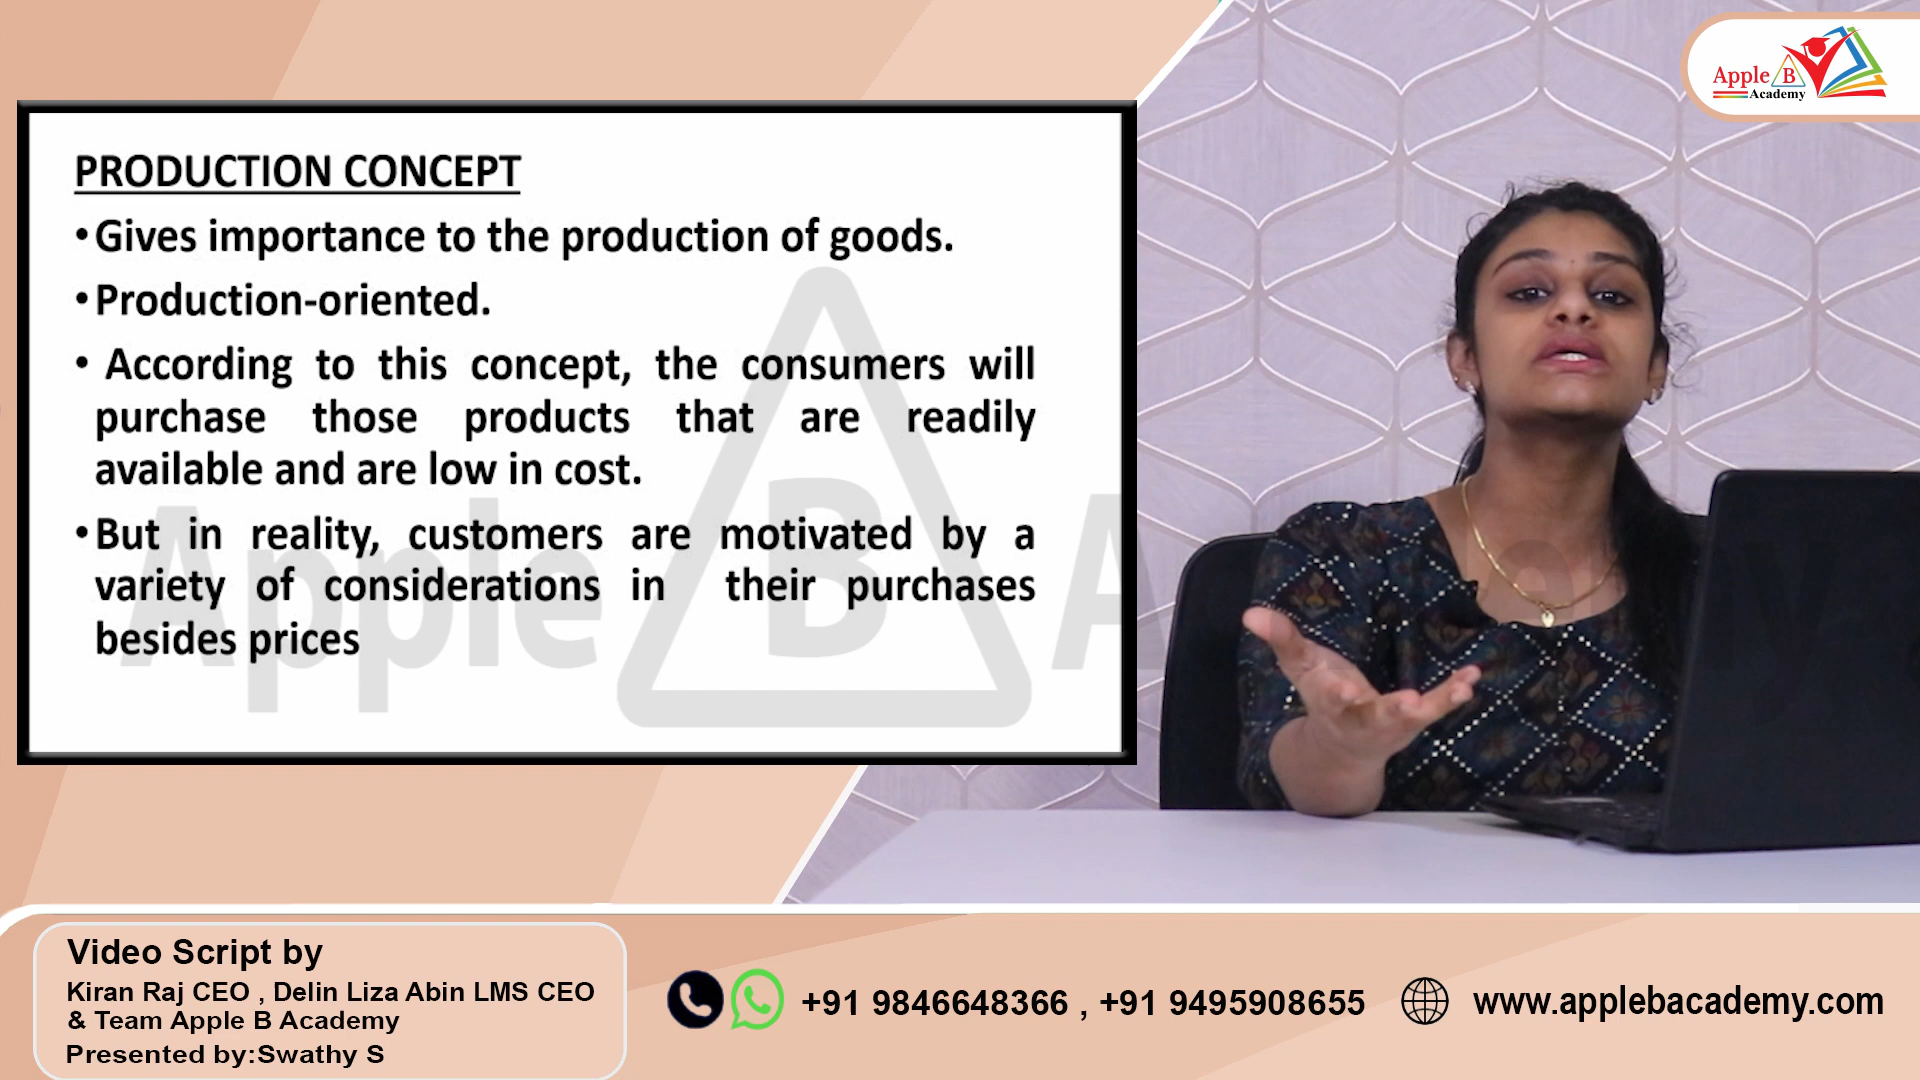 Apple B
Academy
PRODUCTION CONCEPT
•Gives importance to the production of goods.
•Production-oriented.
• According to this concept, the consumers will
purchase those products that are readily
available and are low in cost.
•But in reality, customers are motivated by a
variety of considerations in their purchases
besides prices
Apple B A
Video Script by
Kiran Raj CEO , Delin Liza Abin LMS CEO
& Team Apple B Academy
Presented by:Swathy S
+91 9846648366 , +91 9495908655
www.applebacademy.com